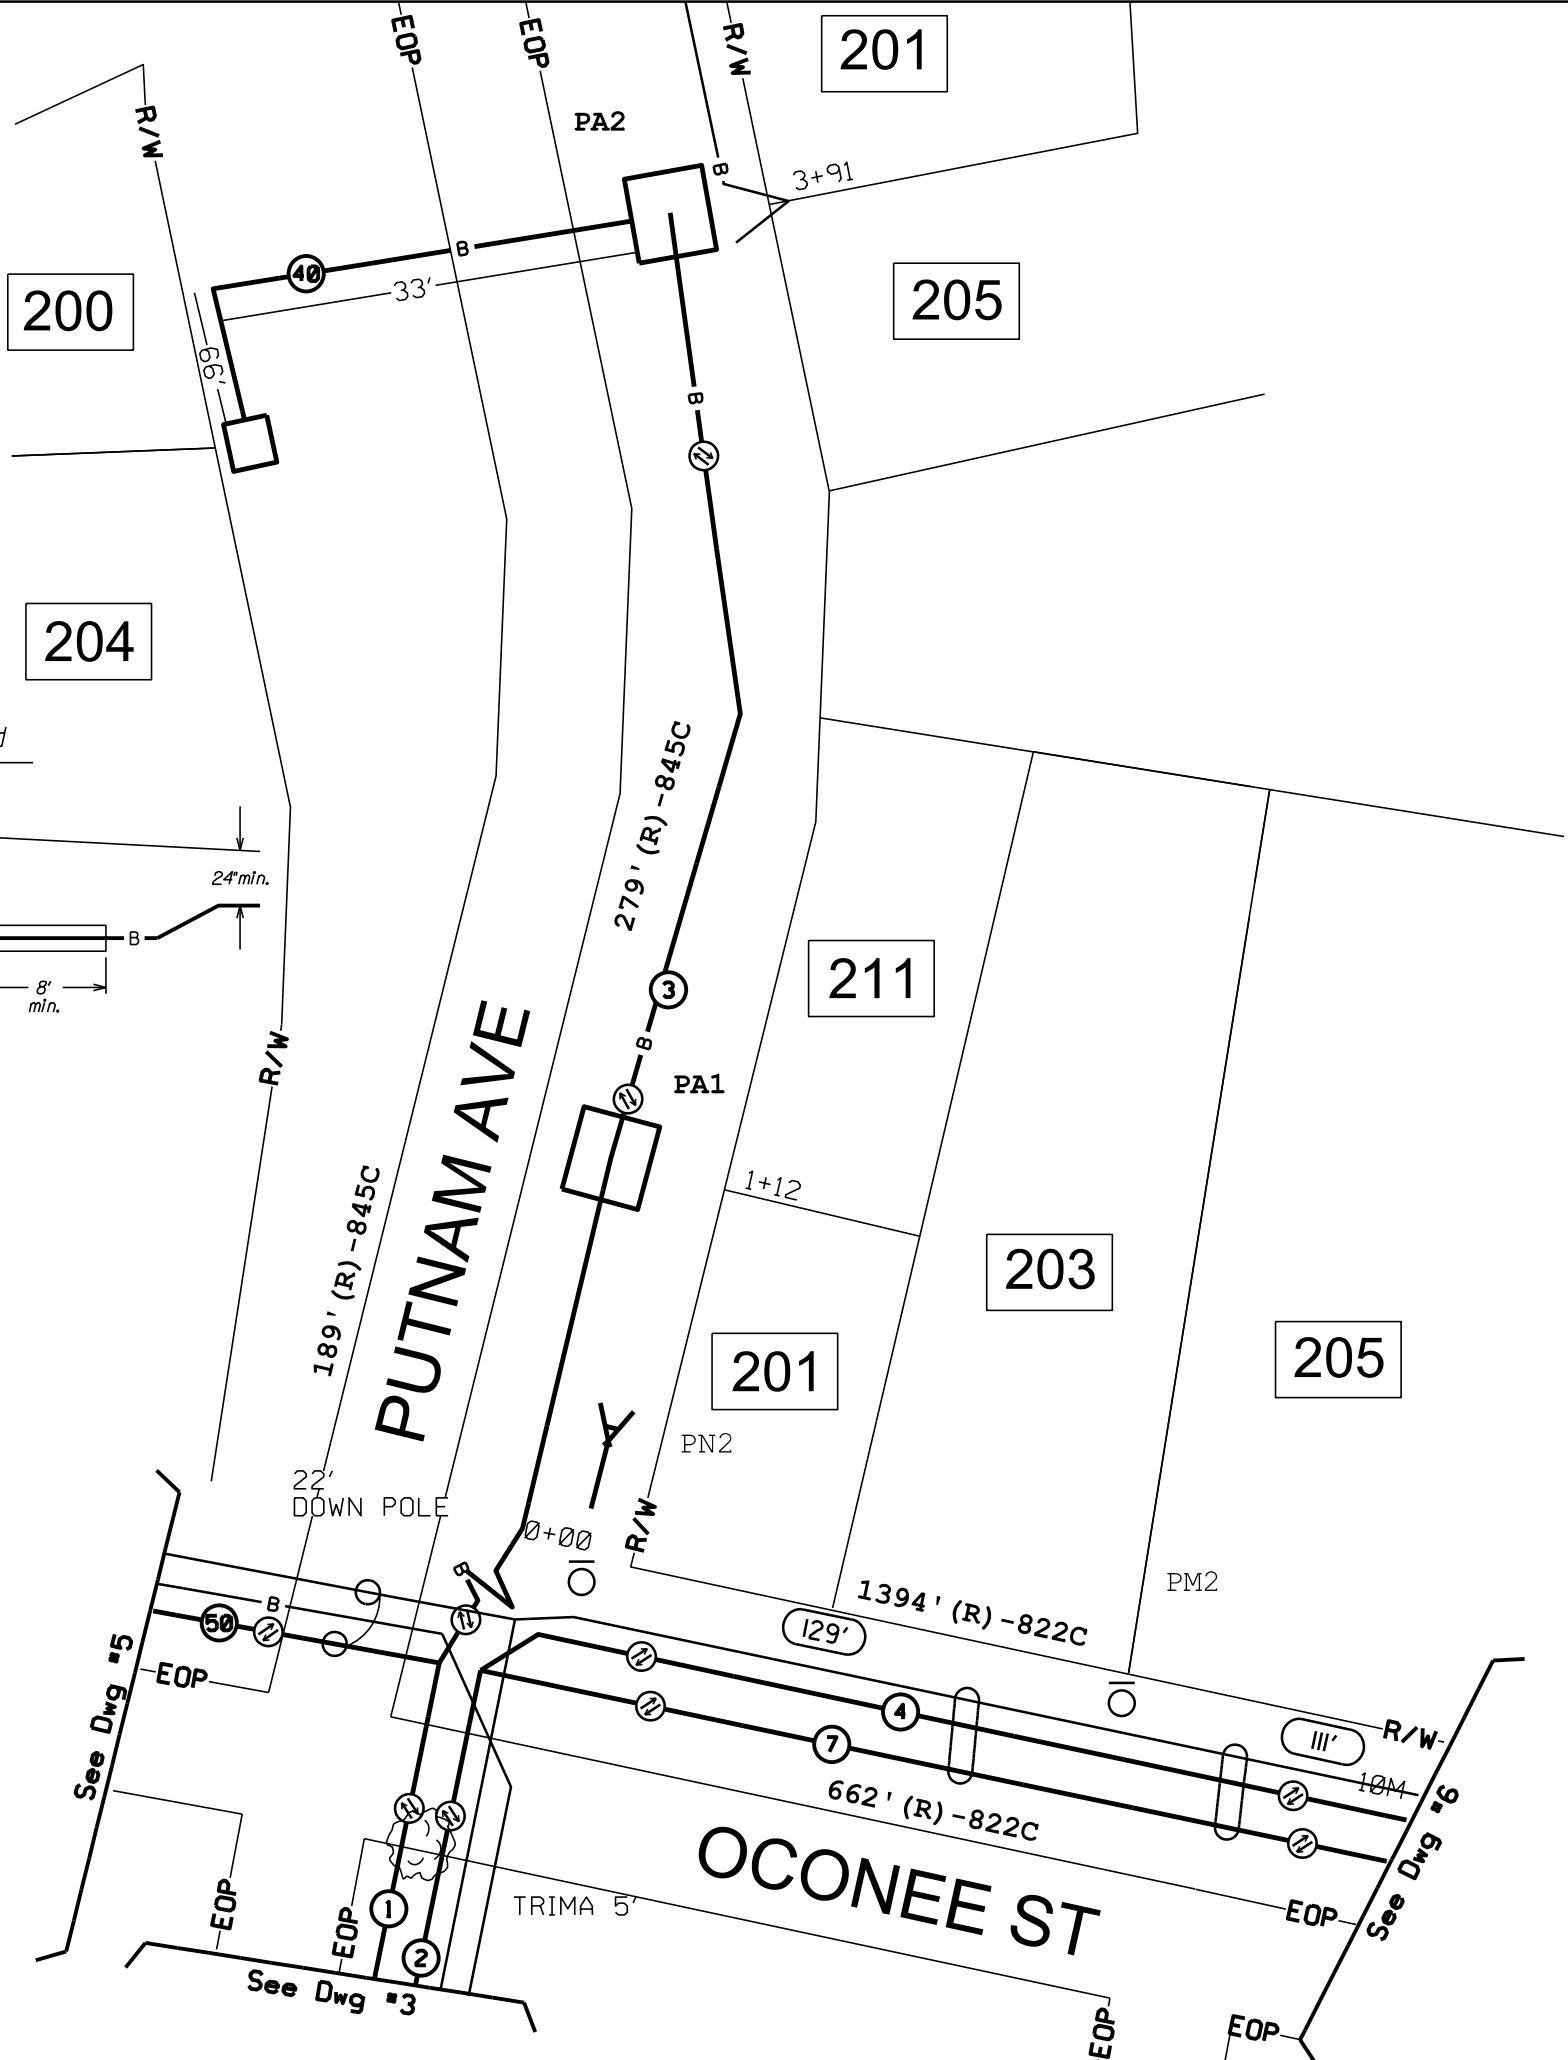 EOP
EOP
R/W
201
R/W
PA2
B
3+91
B
40
33'
200
205
66'
B
204
279'(R)-845C
24"min.
B
8'
min.
211
3
R/W
B
PA1
PUTNAM AVE
189'(R)-845C
1+12
203
201
205
PN2
22'
DOWN POLE
0+00
R/W
B
PM2
1394'(R)-822C
B
50
129'
See Dwg #5
EOP
4
7
111'
R/W
10M
662'(R)-822C
See Dwg #6
OCONEE ST
EOP
EOP
EOP
1
TRIMA 5'
2
See Dwg #3
EOP
EOP